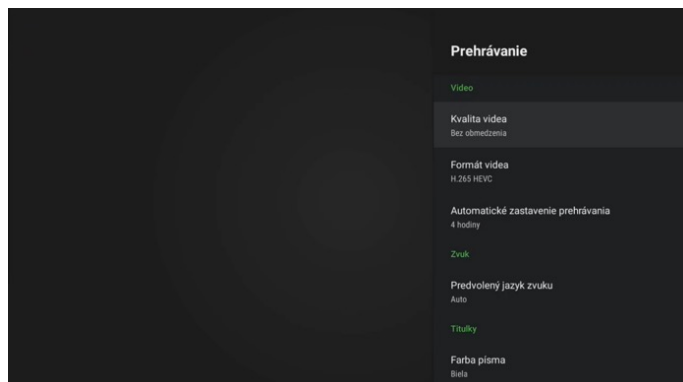 Prehrávanie
Video
Kvalita videa
Bez obmedzenia
Formát videa
H.265 HEVC
Automatické zastavenie prehrávania
4 hodiny
Zvuk
Predvolený jazyk zvuku
Auto
Titulky
Farba písma
Biela